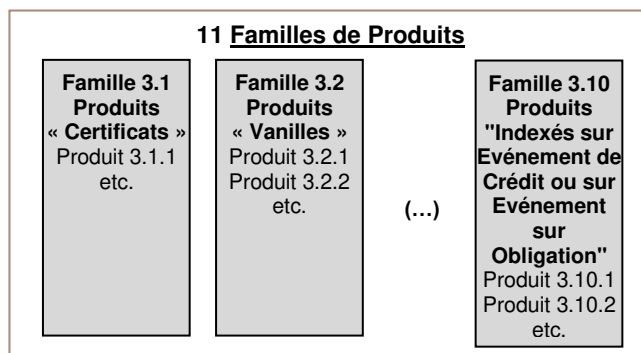 11 Familles de Produits
Famille 3.1
Produits
« Certificats »
Produit 3.1.1
etc.
Famille 3.2
Produits
« Vanilles »
Produit 3.2.1
Produit 3.2.2
etc.
(…)
Famille 3.10
Produits
"Indexés sur
Evénement de
Crédit ou sur
Evénement
sur
Obligation"
Produit 3.10.1
Produit 3.10.2
etc.